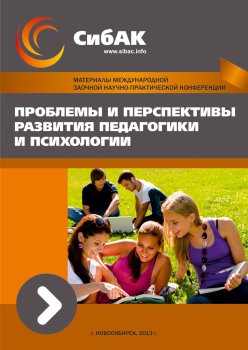 СибАК
www.sibac.info
МАТЕРИАЛЫ МЕЖДУНАРОДНОЙ
ЗАОЧНОЙ НАУЧНО-ПРАКТИЧЕСКОЙ КОНФЕРЕНЦИИ
ПРОБЛЕМЫ И ПЕРСПЕКТИВЫ
РАЗВИТИЯ ПЕДАГОГИКИ
И ПСИХОЛОГИИ
г. НОВОСИБИРСК, 2013 г.